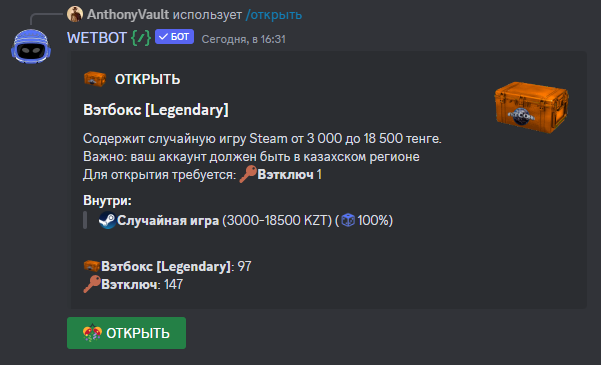 AnthonyVault использует /открыть
WETBOT {/} БОТ Сегодня, в 16:31
ОТКРЫТЬ
Вэтбокс [Legendary]
Содержит случайную игру Steam от 3 000 до 18 500 тенге.
Важно: ваш аккаунт должен быть в казахском регионе
Для открытия требуется: Вэтключ 1
Внутри:
Случайная игра (3000-18500 KZT) (100%)
Вэтбокс [Legendary]: 97
Вэтключ: 147
ОТКРЫТЬ